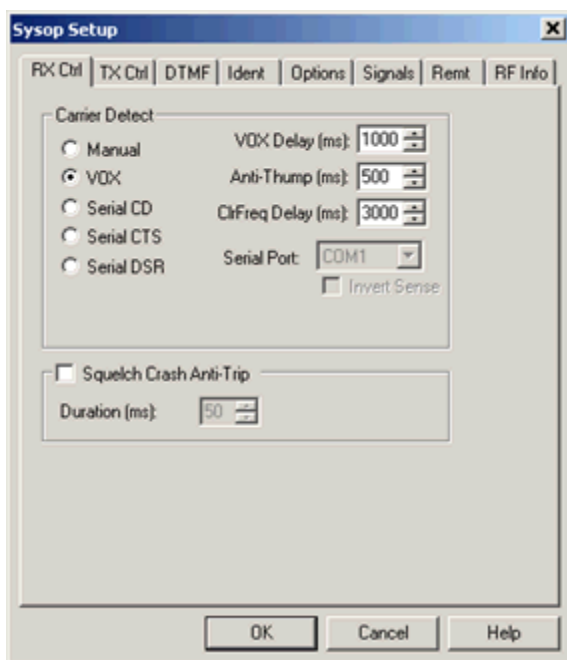 Sysop Setup
RX Ctrl TX Ctrl DTMF Ident Options Signals Remt RF Info
Carrier Detect
Manual
VOX
Serial CD
Serial CTS
Serial DSR
VOX Delay (ms): 1000
Anti-Thump (ms): 500
ClrFreq Delay (ms): 3000
Serial Port: COM1
Invert Sense
Squelch Crash Anti-Trip
Duration (ms): 50
OK Cancel Help